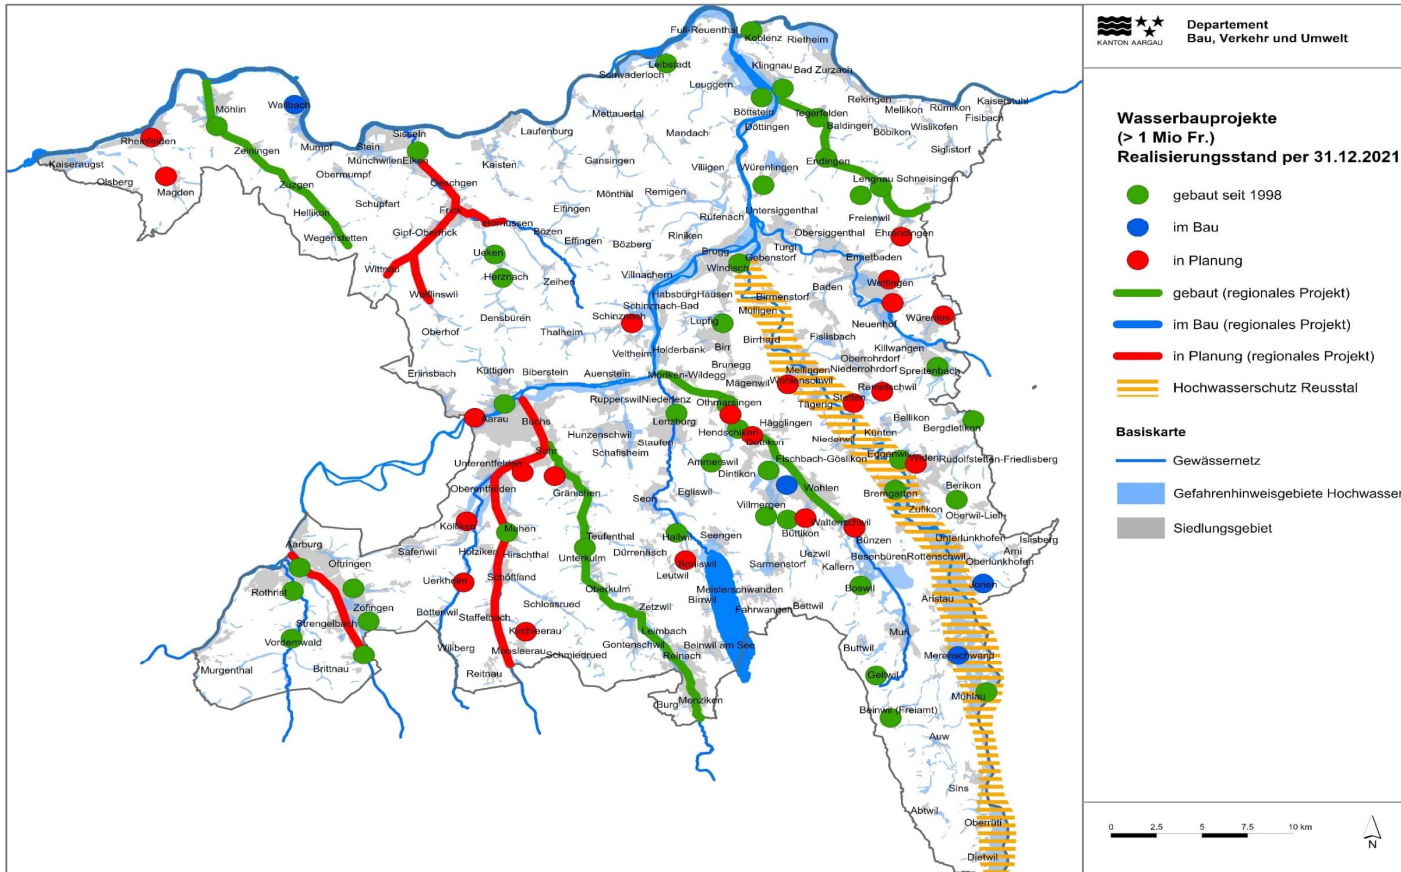 KANTON AARGAU
Departement
Bau, Verkehr und Umwelt
Wasserbauprojekte
(> 1 Mio Fr.)
Realisierungsstand per 31.12.2021
gebaut seit 1998
im Bau
in Planung
gebaut (regionales Projekt)
im Bau (regionales Projekt)
in Planung (regionales Projekt)
Hochwasserschutz Reusstal
Basiskarte
Gewässernetz
Gefahrenhinweisgebiete Hochwasser
Siedlungsgebiet
0 2.5 5 7.5 10 km
N
Full-Reuenthal
Koblenz
Rietheim
Leibstadt
Schwaderloch
Klingnau
Bad Zurzach
Leuggern
Rekingen
Mellikon
Rümikon
Kaiserstuhl
Fisibach
Wislikofen
Böbikon
Siglistorf
Böttstein
Döttingen
Tegerfelden
Baldingen
Endingen
Lengnau
Schneisingen
Freienwil
Ehrendingen
Würenlingen
Villigen
Mettauertal
Mandach
Laufenburg
Gansingen
Kaisten
Sisseln
Stein
Münchwilen
Eiken
Mumpf
Obermumpf
Wallbach
Möhlin
Rheinfelden
Kaiseraugst
Olsberg
Magden
Zeiningen
Zuzgen
Hellikon
Wegenstetten
Schupfart
Oeschgen
Frick
Gipf-Oberfrick
Hornussen
Wittnau
Wölflinswil
Ueken
Herznach
Bözen
Elfingen
Effingen
Zeihen
Mönthal
Remigen
Rüfenach
Riniken
Bözberg
Brugg
Windisch
Villnachern
Untersiggenthal
Obersiggenthal
Turgi
Gebenstorf
Ennetbaden
Wettingen
Baden
Neuenhof
Würenlos
Killwangen
Spreitenbach
Oberrohrdorf
Niederrohrdorf
Remetschwil
Fislisbach
Birmenstorf
Mülligen
Birrhard
Habsburg
Hausen
Schinznach-Bad
Schinznach
Lupfig
Birr
Brunegg
Mägenwil
Holderbank
Veltheim
Möriken-Wildegg
Oberhof
Densbüren
Thalheim
Küttigen
Biberstein
Auenstein
Erlinsbach
Aarau
Buchs
Rupperswil
Niederlenz
Othmarsingen
Lenzburg
Hunzenschwil
Staufen
Schafisheim
Hendschiken
Dottikon
Hägglingen
Mellingen
Wohlenschwil
Tägerig
Stetten
Künten
Bellikon
Bergdietikon
Niederwil
Fischbach-Göslikon
Eggenwil
Widen
Rudolfstetten-Friedlisberg
Berikon
Bremgarten
Zufikon
Oberwil-Lieli
Ammerswil
Dintikon
Wohlen
Villmergen
Waltenschwil
Büttikon
Bünzen
Uezwil
Kallern
Besenbüren
Rottenschwil
Unterlunkhofen
Arni
Islisberg
Oberlunkhofen
Jonen
Aristau
Boswil
Sarmenstorf
Bettwil
Fahrwangen
Meisterschwanden
Muri
Buttwil
Merenschwand
Geltwil
Mühlau
Beinwil (Freiamt)
Auw
Sins
Abtwil
Oberrüti
Dietwil
Suhr
Unterentfelden
Oberentfelden
Gränichen
Kölliken
Muhen
Holziken
Hirschthal
Safenwil
Uerkheim
Schöftland
Bottenwil
Staffelbach
Schlossrued
Kirchleerau
Moosleerau
Wiliberg
Reitnau
Schmiedrued
Teufenthal
Unterkulm
Oberkulm
Dürrenäsch
Seon
Egliswil
Hallwil
Seengen
Boniswil
Leutwil
Birrwil
Zetzwil
Leimbach
Gontenschwil
Beinwil am See
Reinach
Burg
Menziken
Aarburg
Oftringen
Rothrist
Zofingen
Strengelbach
Vordemwald
Brittnau
Murgenthal